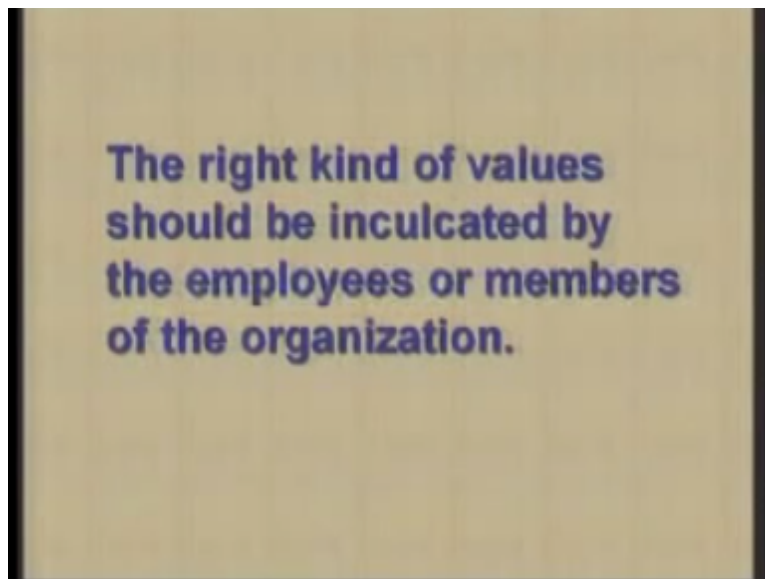 The right kind of values
should be inculcated by
the employees or members
of the organization.